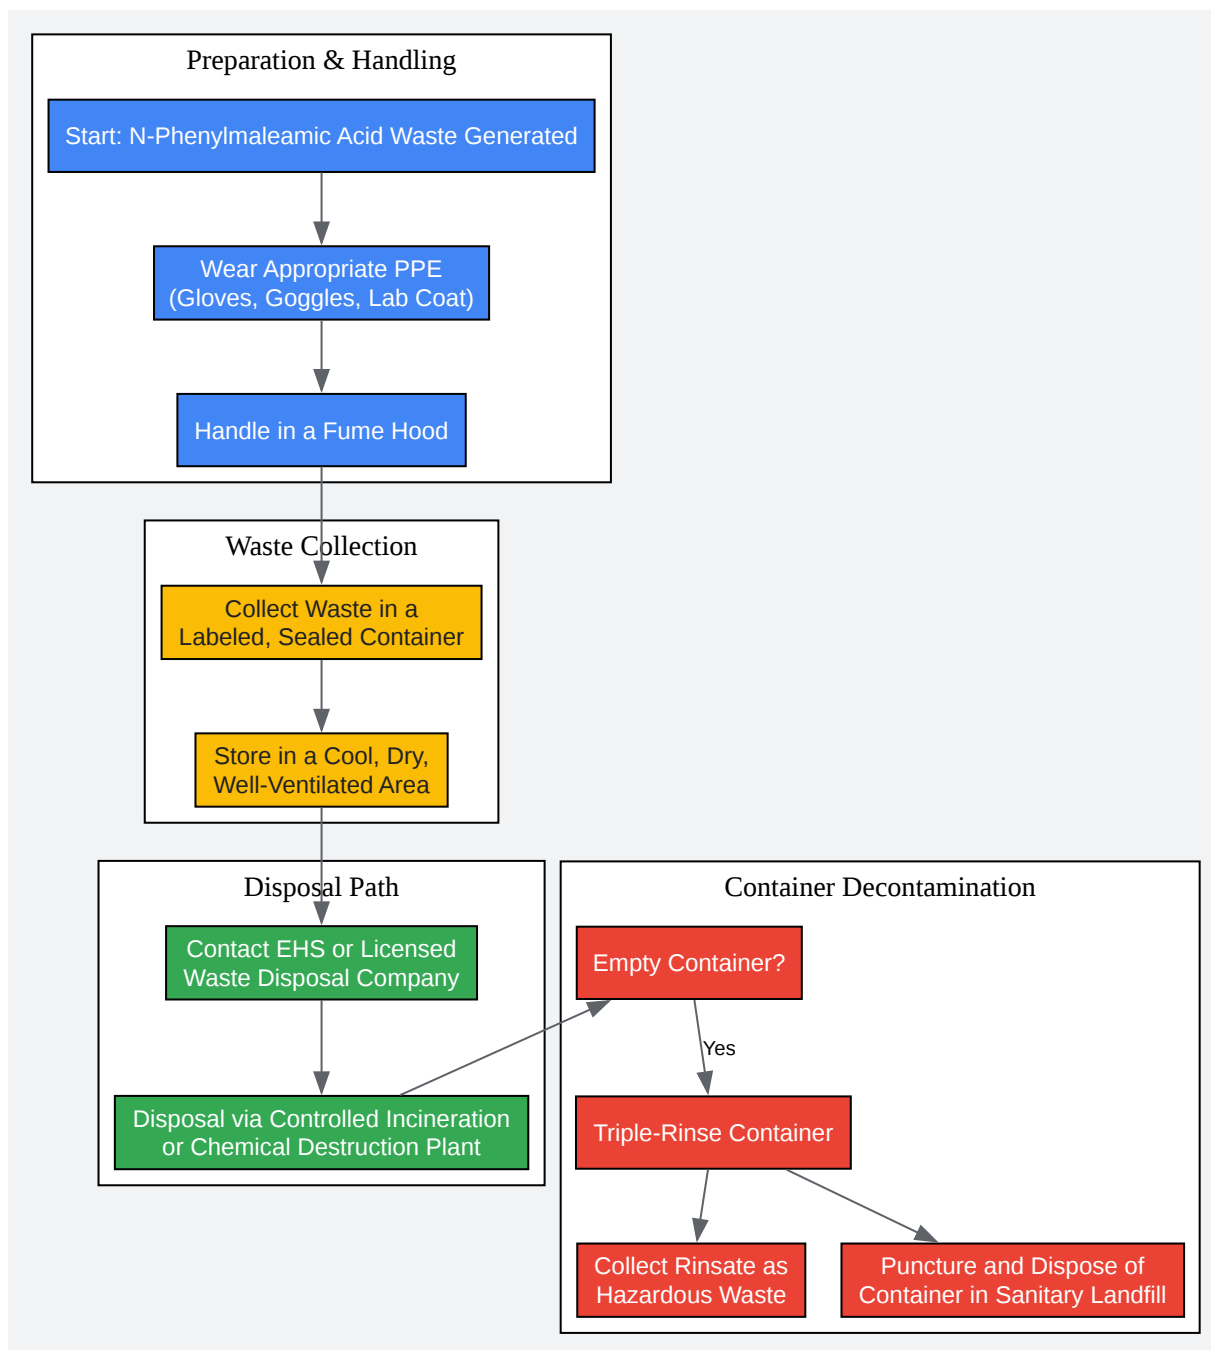 Preparation & Handling
Start: N-Phenylmaleamic Acid Waste Generated
Wear Appropriate PPE
(Gloves, Goggles, Lab Coat)
Handle in a Fume Hood
Waste Collection
Collect Waste in a
Labeled, Sealed Container
Store in a Cool, Dry,
Well-Ventilated Area
Disposal Path
Contact EHS or Licensed
Waste Disposal Company
Disposal via Controlled Incineration
or Chemical Destruction Plant
Container Decontamination
Empty Container?
Yes
Triple-Rinse Container
Collect Rinsate as
Hazardous Waste
Puncture and Dispose of
Container in Sanitary Landfill